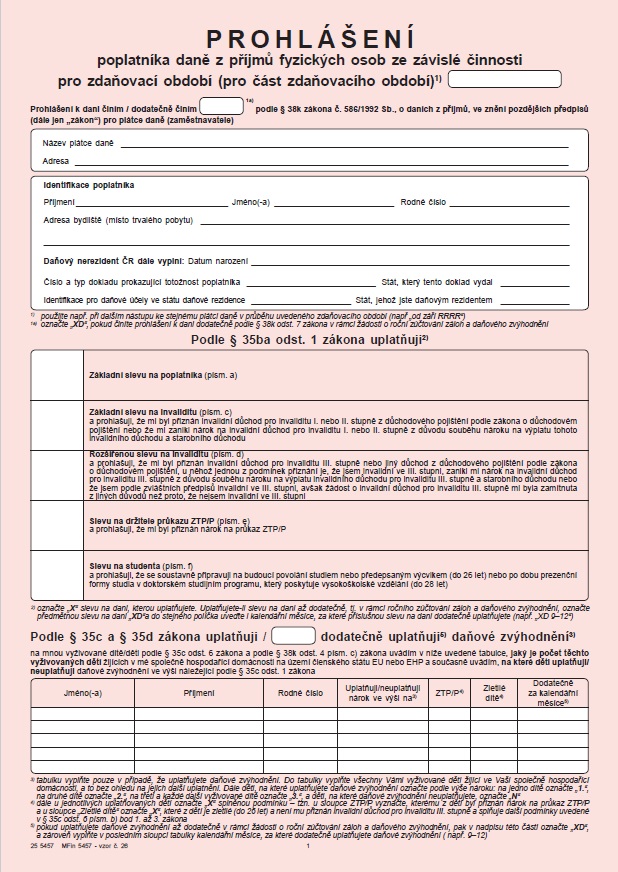 PROHLÁŠENÍ
poplatníka daně z příjmů fyzických osob ze závislé činnosti
pro zdaňovací období (pro část zdaňovacího období)1)
Prohlášení k dani činím / dodatečně činím 1a) podle § 38k zákona č. 586/1992 Sb., o daních z příjmů, ve znění pozdějších předpisů
(dále jen „zákon“) pro plátce daně (zaměstnavatele)
Název plátce daně
Adresa
Identifikace poplatníka
Příjmení Jméno(-a) Rodné číslo
Adresa bydliště (místo trvalého pobytu)
Daňový nerezident ČR dále vyplní: Datum narození
Číslo a typ dokladu prokazující totožnost poplatníka Stát, který tento doklad vydal
Identifikace pro daňové účely ve státu daňové rezidence Stát, jehož jste daňovým rezidentem
1) použijte např. při dalším nástupu ke stejnému plátci daně v průběhu uvedeného zdaňovacího období (např. „od září RRRR“)
1a) označte „XD“, pokud činíte prohlášení k dani dodatečně podle § 38k odst. 7 zákona v rámci žádosti o roční zúčtování záloh a daňového zvýhodnění
Podle § 35ba odst. 1 zákona uplatňuji2)
Základní slevu na poplatníka (písm. a)
Základní slevu na invaliditu (písm. c)
a prohlašuji, že mi byl přiznán invalidní důchod pro invaliditu I. nebo II. stupně z důchodového pojištění podle zákona o důchodovém
pojištění nebo že mi zanikl nárok na invalidní důchod pro invaliditu I. nebo II. stupně z důvodu souběhu nároku na výplatu tohoto
invalidního důchodu a starobního důchodu
Rozšířenou slevu na invaliditu (písm. d)
a prohlašuji, že mi byl přiznán invalidní důchod pro invaliditu III. stupně nebo jiný důchod z důchodového pojištění podle zákona
o důchodovém pojištění, u něhož jednou z podmínek přiznání je, že jsem invalidní ve III. stupni, zanikl mi nárok na invalidní důchod
pro invaliditu III. stupně z důvodu souběhu nároku na výplatu invalidního důchodu pro invaliditu III. stupně a starobního důchodu nebo
že jsem podle zvláštních předpisů invalidní ve III. stupni, avšak žádost o invalidní důchod pro invaliditu III. stupně mi byla zamítnuta
z jiných důvodů než proto, že nejsem invalidní ve III. stupni
Slevu na držitele průkazu ZTP/P (písm. e)
a prohlašuji, že mi byl přiznán nárok na průkaz ZTP/P
Slevu na studenta (písm. f)
a prohlašuji, že se soustavně připravuji na budoucí povolání studiem nebo předepsaným výcvikem (do 26 let) nebo po dobu prezenční
formy studia v doktorském studijním programu, který poskytuje vysokoškolské vzdělání (do 28 let)
2) označte „X“ slevu na dani, kterou uplatňujete. Uplatňujete-li slevu na dani až dodatečně, tj. v rámci ročního zúčtování záloh a daňového zvýhodnění, označte
předmětnou slevu na dani „XD“a do stejného políčka uveďte i kalendářní měsíce, za které příslušnou slevu na dani dodatečně uplatňujete (např. „XD 9–12“)
Podle § 35c a § 35d zákona uplatňuji / dodatečně uplatňuji5) daňové zvýhodnění3)
na mnou vyživované dítě/děti podle § 35c odst. 6 zákona a podle § 38k odst. 4 písm. c) zákona uvádím v níže uvedené tabulce, jaký je počet těchto
vyživovaných dětí žijících v mé společně hospodařící domácnosti na území členského státu EU nebo EHP a současně uvádím, na které děti uplatňuji/
neuplatňuji daňové zvýhodnění ve výši náležející podle § 35c odst. 1 zákona
Jméno(-a) Příjmení Rodné číslo Uplatňuji/neuplatňuji nárok ve výši na3) ZTP/P4) Zletilé dítě4) Dodatečně za kalendářní měsíce5)
3) tabulku vyplňte pouze v případě, že uplatňujete daňové zvýhodnění. Do tabulky vyplňte všechny Vámi vyživované děti žijící ve Vaší společně hospodařící
domácnosti, a to bez ohledu na jejich další uplatnění. Dále děti, na které uplatňujete daňové zvýhodnění označte podle výše nároku: na jedno dítě označte „1.“,
na druhé dítě označte „2.“, na třetí a každé další vyživované dítě označte „3.“, a děti, na které daňové zvýhodnění neuplatňujete, označte „N“
4) dále u jednotlivých uplatňovaných dětí označte „X“ splněnou podmínku – tzn. u sloupce ZTP/P, vyznačte, kterému z dětí byl přiznán nárok na průkaz ZTP/P
a u sloupce „Zletilé dítě“ označte „X“, které z dětí je zletilé (do 26 let) a není mu přiznán invalidní důchod pro invaliditu III. stupně a splňuje další podmínky uvedené
v § 35c odst. 6 písm. b) bod 1. až 3. zákona
5) pokud uplatňujete daňové zvýhodnění až dodatečně v rámci žádosti o roční zúčtování záloh a daňového zvýhodnění, pak v nadpisu této části označte „XD“,
a zároveň vyplníte v posledním sloupci tabulky kalendářní měsíce, za které dodatečně uplatňujete daňové zvýhodnění ( např. 9–12)
25 5457 MFin 5457 - vzor č. 26 1